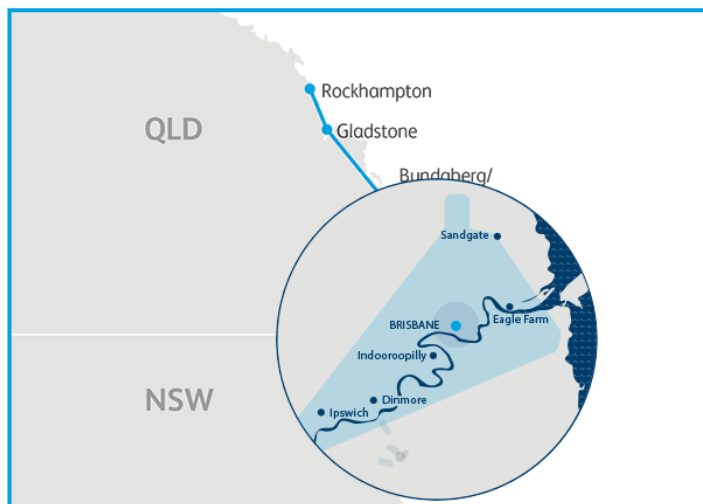 Rockhampton
QLD
Gladstone
Bundaberg/
Sandgate
Eagle Farm
BRISBANE
Indooroopilly
NSW
Dinmore
Ipswich